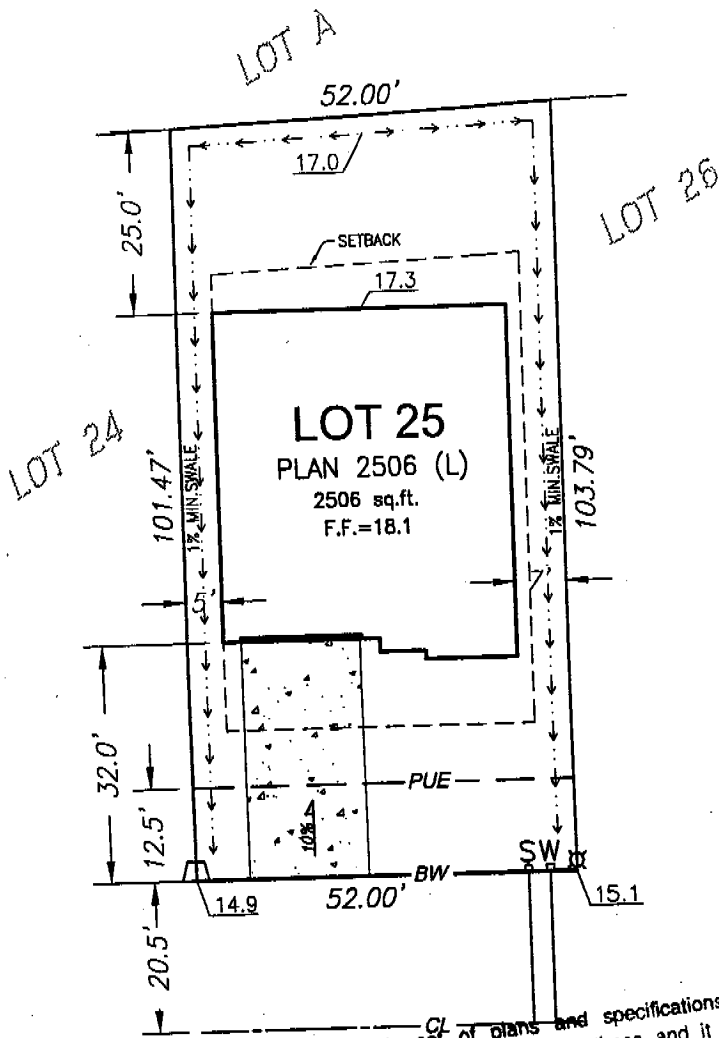 LOT A
52.00'
17.0
25.0'
LOT 26
SETBACK
17.3
LOT 24
LOT 25
PLAN 2506 (L)
2506 sq.ft.
F.F.=18.1
101.47'
1% MIN.SWALE
1% MIN.SWALE
103.79'
5'
7'
32.0'
12.5'
PUE
10%
S W
BW
14.9
52.00'
15.1
20.5'
CL
of plans and specifications
and it